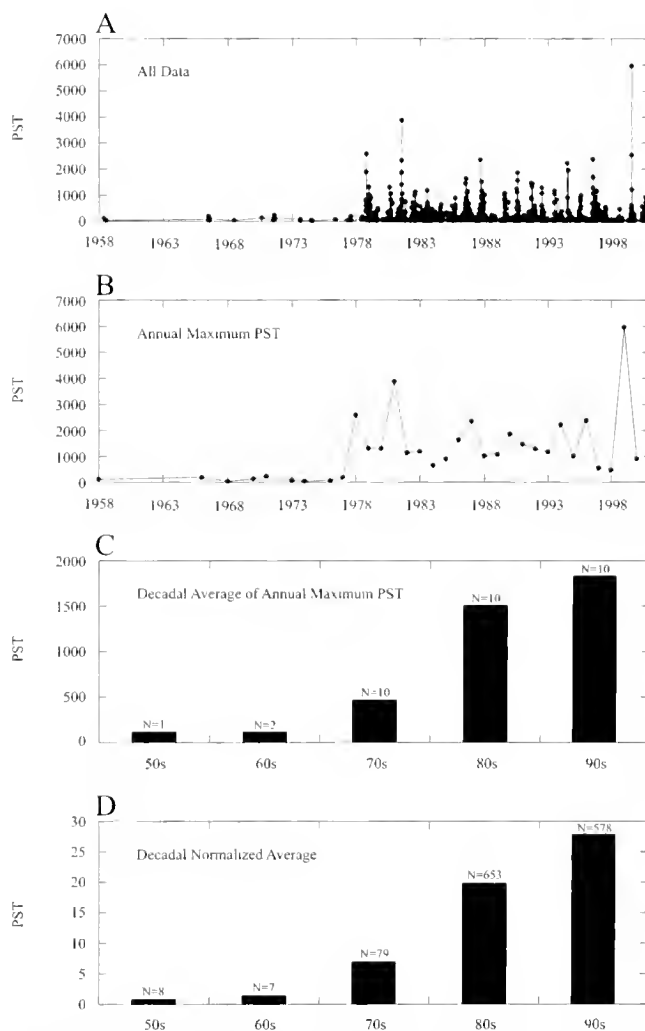 A
PST
7000
6000
5000
4000
3000
2000
1000
0
All Data
1958 1963 1968 1973 1978 1983 1988 1993 1998
B
PST
7000
6000
5000
4000
3000
2000
1000
0
Annual Maximum PST
1958 1963 1968 1973 1978 1983 1988 1993 1998
C
PST
2000
1500
1000
500
0
Decadal Average of Annual Maximum PST
N=1 N=2 N=10 N=10 N=10
50s 60s 70s 80s 90s
D
PST
30
25
20
15
10
5
0
Decadal Normalized Average
N=8 N=7 N=79 N=653 N=578
50s 60s 70s 80s 90s